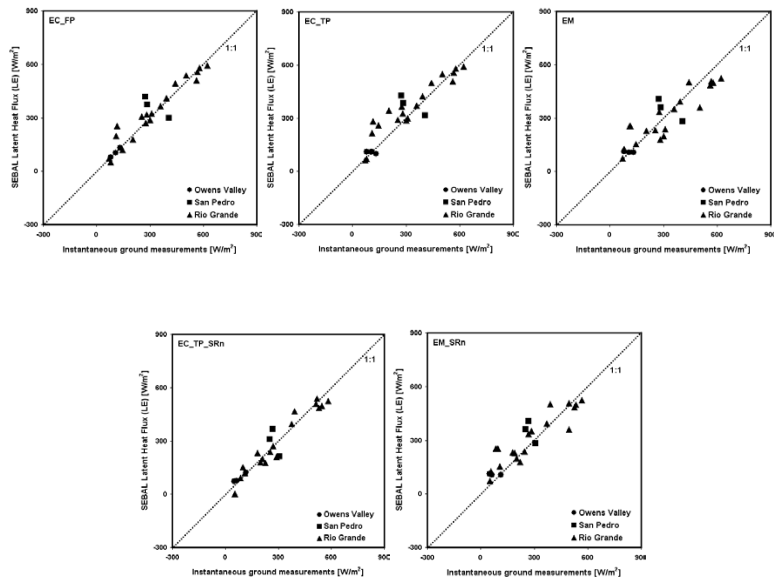 EC_FP
1:1
SEBAL Latent Heat Flux (LE) [W/m²]
900
600
300
0
-300
-300 0 300 600 900
Owens Valley
San Pedro
Rio Grande
Instantaneous ground measurements [W/m²]
EC_TP
1:1
SEBAL Latent Heat Flux (LE) [W/m²]
900
600
300
0
-300
-300 0 300 600 900
Owens Valley
San Pedro
Rio Grande
Instantaneous ground measurements [W/m²]
EM
1:1
SEBAL Latent Heat Flux (LE) [W/m²]
900
600
300
0
-300
-300 0 300 600 900
Owens Valley
San Pedro
Rio Grande
Instantaneous ground measurements [W/m²]
EC_TP_SRn
1:1
SEBAL Latent Heat Flux (LE) [W/m²]
900
600
300
0
-300
-300 0 300 600 900
Owens Valley
San Pedro
Rio Grande
Instantaneous ground measurements [W/m²]
EM_SRn
1:1
SEBAL Latent Heat Flux (LE) [W/m²]
900
600
300
0
-300
-300 0 300 600 900
Owens Valley
San Pedro
Rio Grande
Instantaneous ground measurements [W/m²]